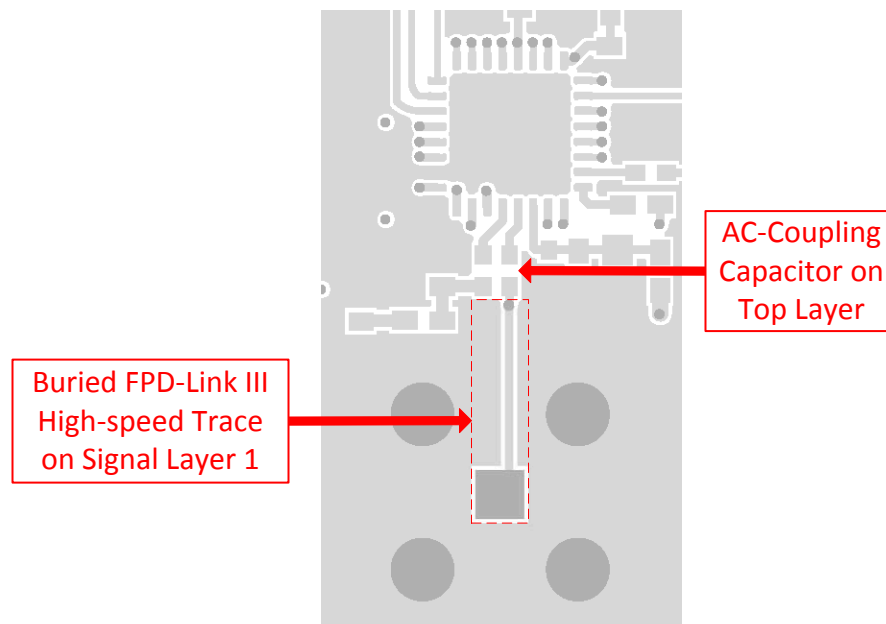 AC-Coupling
Capacitor on
Top Layer
Buried FPD-Link III
High-speed Trace
on Signal Layer 1